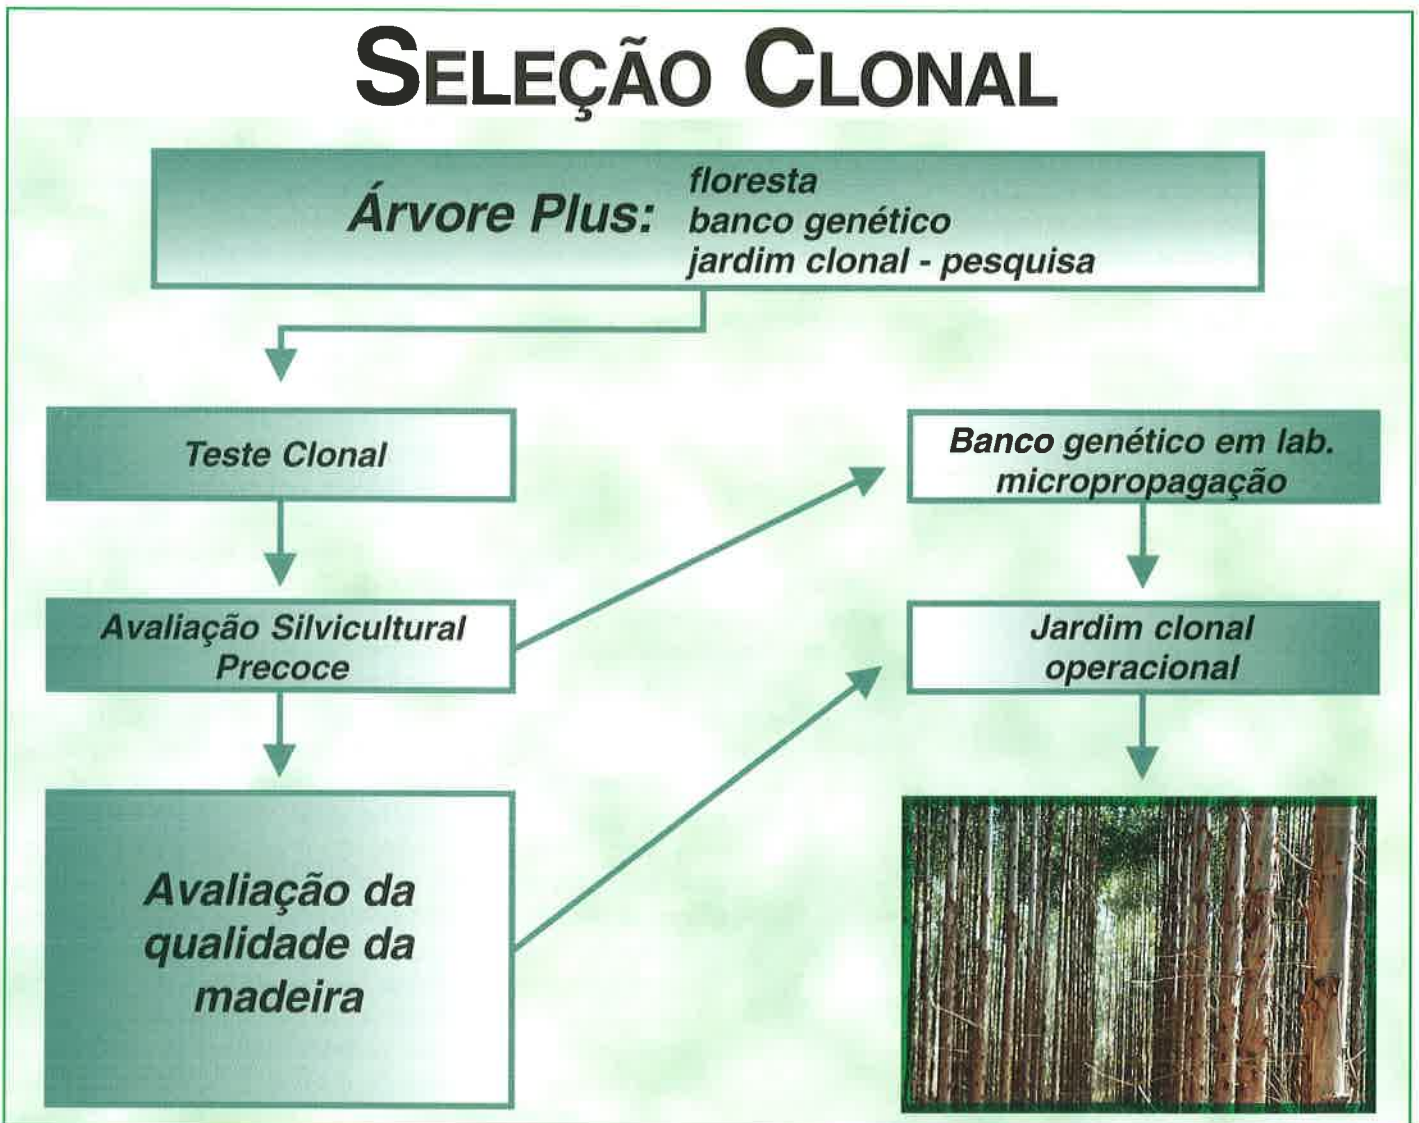 SELEÇÃO CLONAL
Árvore Plus:
floresta
banco genético
jardim clonal - pesquisa
Teste Clonal
Avaliação Silvicultural
Precoce
Avaliação da
qualidade da
madeira
Banco genético em lab.
micropropagação
Jardim clonal
operacional